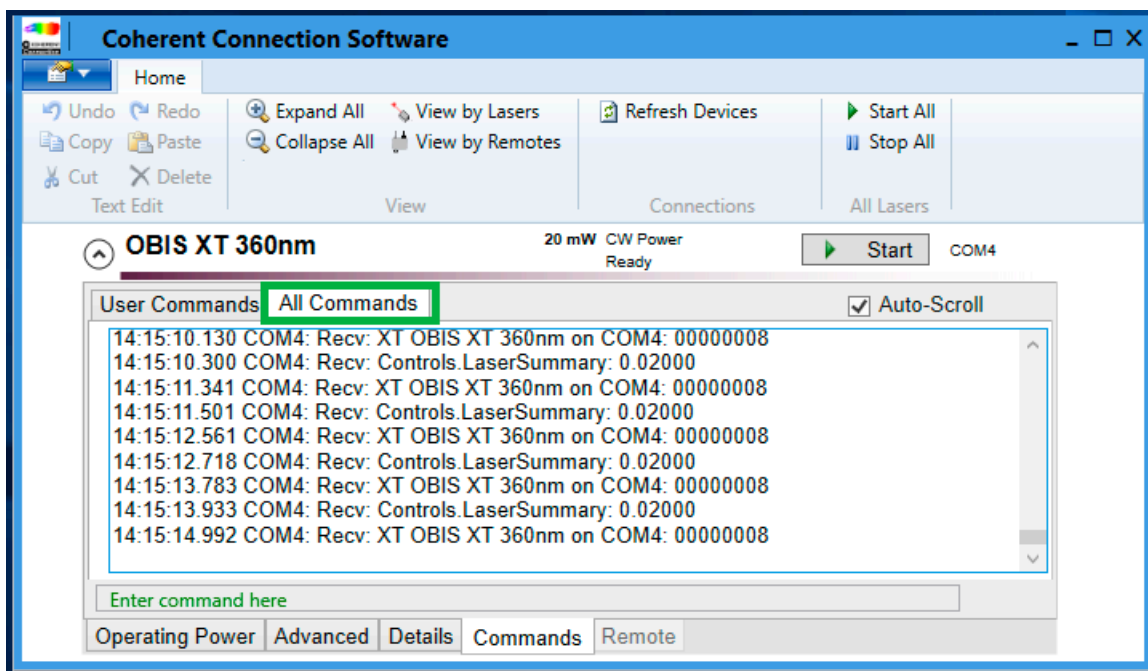 Coherent Connection Software
Home
Undo Redo Expand All View by Lasers Refresh Devices Start All
Copy Paste Collapse All View by Remotes Stop All
Cut Delete
Text Edit View Connections All Lasers
OBIS XT 360nm 20 mW CW Power Start COM4
Ready
User Commands All Commands Auto-Scroll
14:15:10.130 COM4: Recv: XT OBIS XT 360nm on COM4: 00000008
14:15:10.300 COM4: Recv: Controls.LaserSummary: 0.02000
14:15:11.341 COM4: Recv: XT OBIS XT 360nm on COM4: 00000008
14:15:11.501 COM4: Recv: Controls.LaserSummary: 0.02000
14:15:12.561 COM4: Recv: XT OBIS XT 360nm on COM4: 00000008
14:15:12.718 COM4: Recv: Controls.LaserSummary: 0.02000
14:15:13.783 COM4: Recv: XT OBIS XT 360nm on COM4: 00000008
14:15:13.933 COM4: Recv: Controls.LaserSummary: 0.02000
14:15:14.992 COM4: Recv: XT OBIS XT 360nm on COM4: 00000008
Enter command here
Operating Power Advanced Details Commands Remote